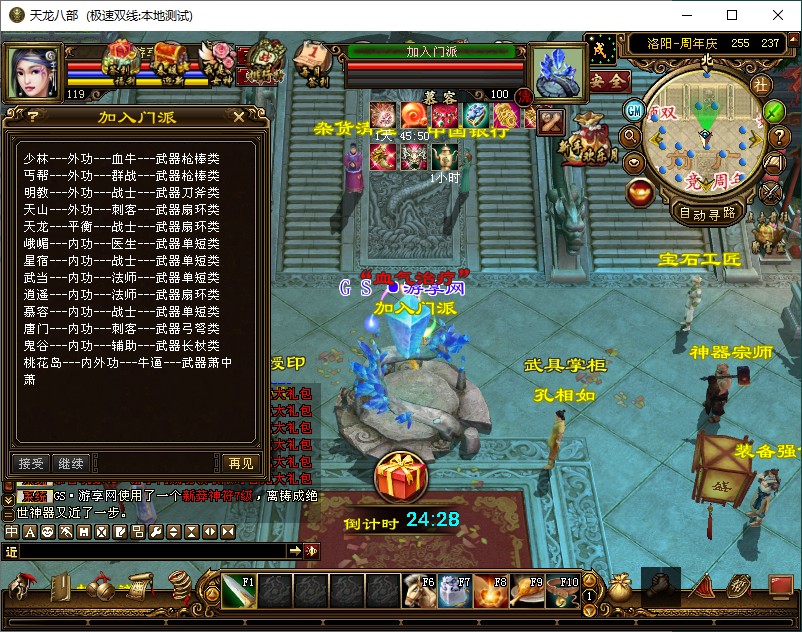 天龙八部 (极速双线:本地测试)
加入门派
洛阳-周年庆 255 237
北
119
100
安全
GM
社
自动寻路
加入门派
少林---外功---血牛---武器枪棒类
丐帮---外功---群战---武器枪棒类
明教---外功---战士---武器刀斧类
天山---外功---刺客---武器扇环类
天龙---平衡---战士---武器扇环类
峨嵋---内功---医生---武器单短类
星宿---内功---战士---武器单短类
武当---内功---法师---武器单短类
逍遥---内功---法师---武器扇环类
慕容---内功---战士---武器单短类
唐门---内功---刺客---武器弓弩类
鬼谷---内功---辅助---武器长杖类
桃花岛---内外功---牛逼---武器萧中
萧
接受
继续
再见
慕容
中国银行
1天 45:50
1小时
"血气治疗"
GS●游享网
加入门派
宝石工匠
神器宗师
武具掌柜
孔相如
装备强
大礼包
大礼包
大礼包
大礼包
大礼包
大礼包
系统 GS·游享网使用了一个新莽神符7级，离铸成绝
世神器又近了一步。
倒计时 24:28
近
F1
F6
F7
F8
F9
F10
1